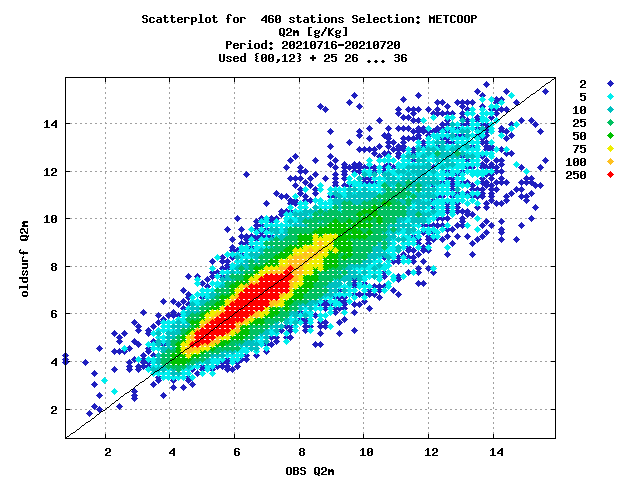 Scatterplot for  460 stations Selection: METCOOP
Q2m [g/Kg]
Period: 20210716-20210720
Used {00,12} + 25 26 ... 36
2
5
10
25
50
75
100
250
14
12
10
8
6
4
2
oldsurf Q2m
2 4 6 8 10 12 14
OBS Q2m